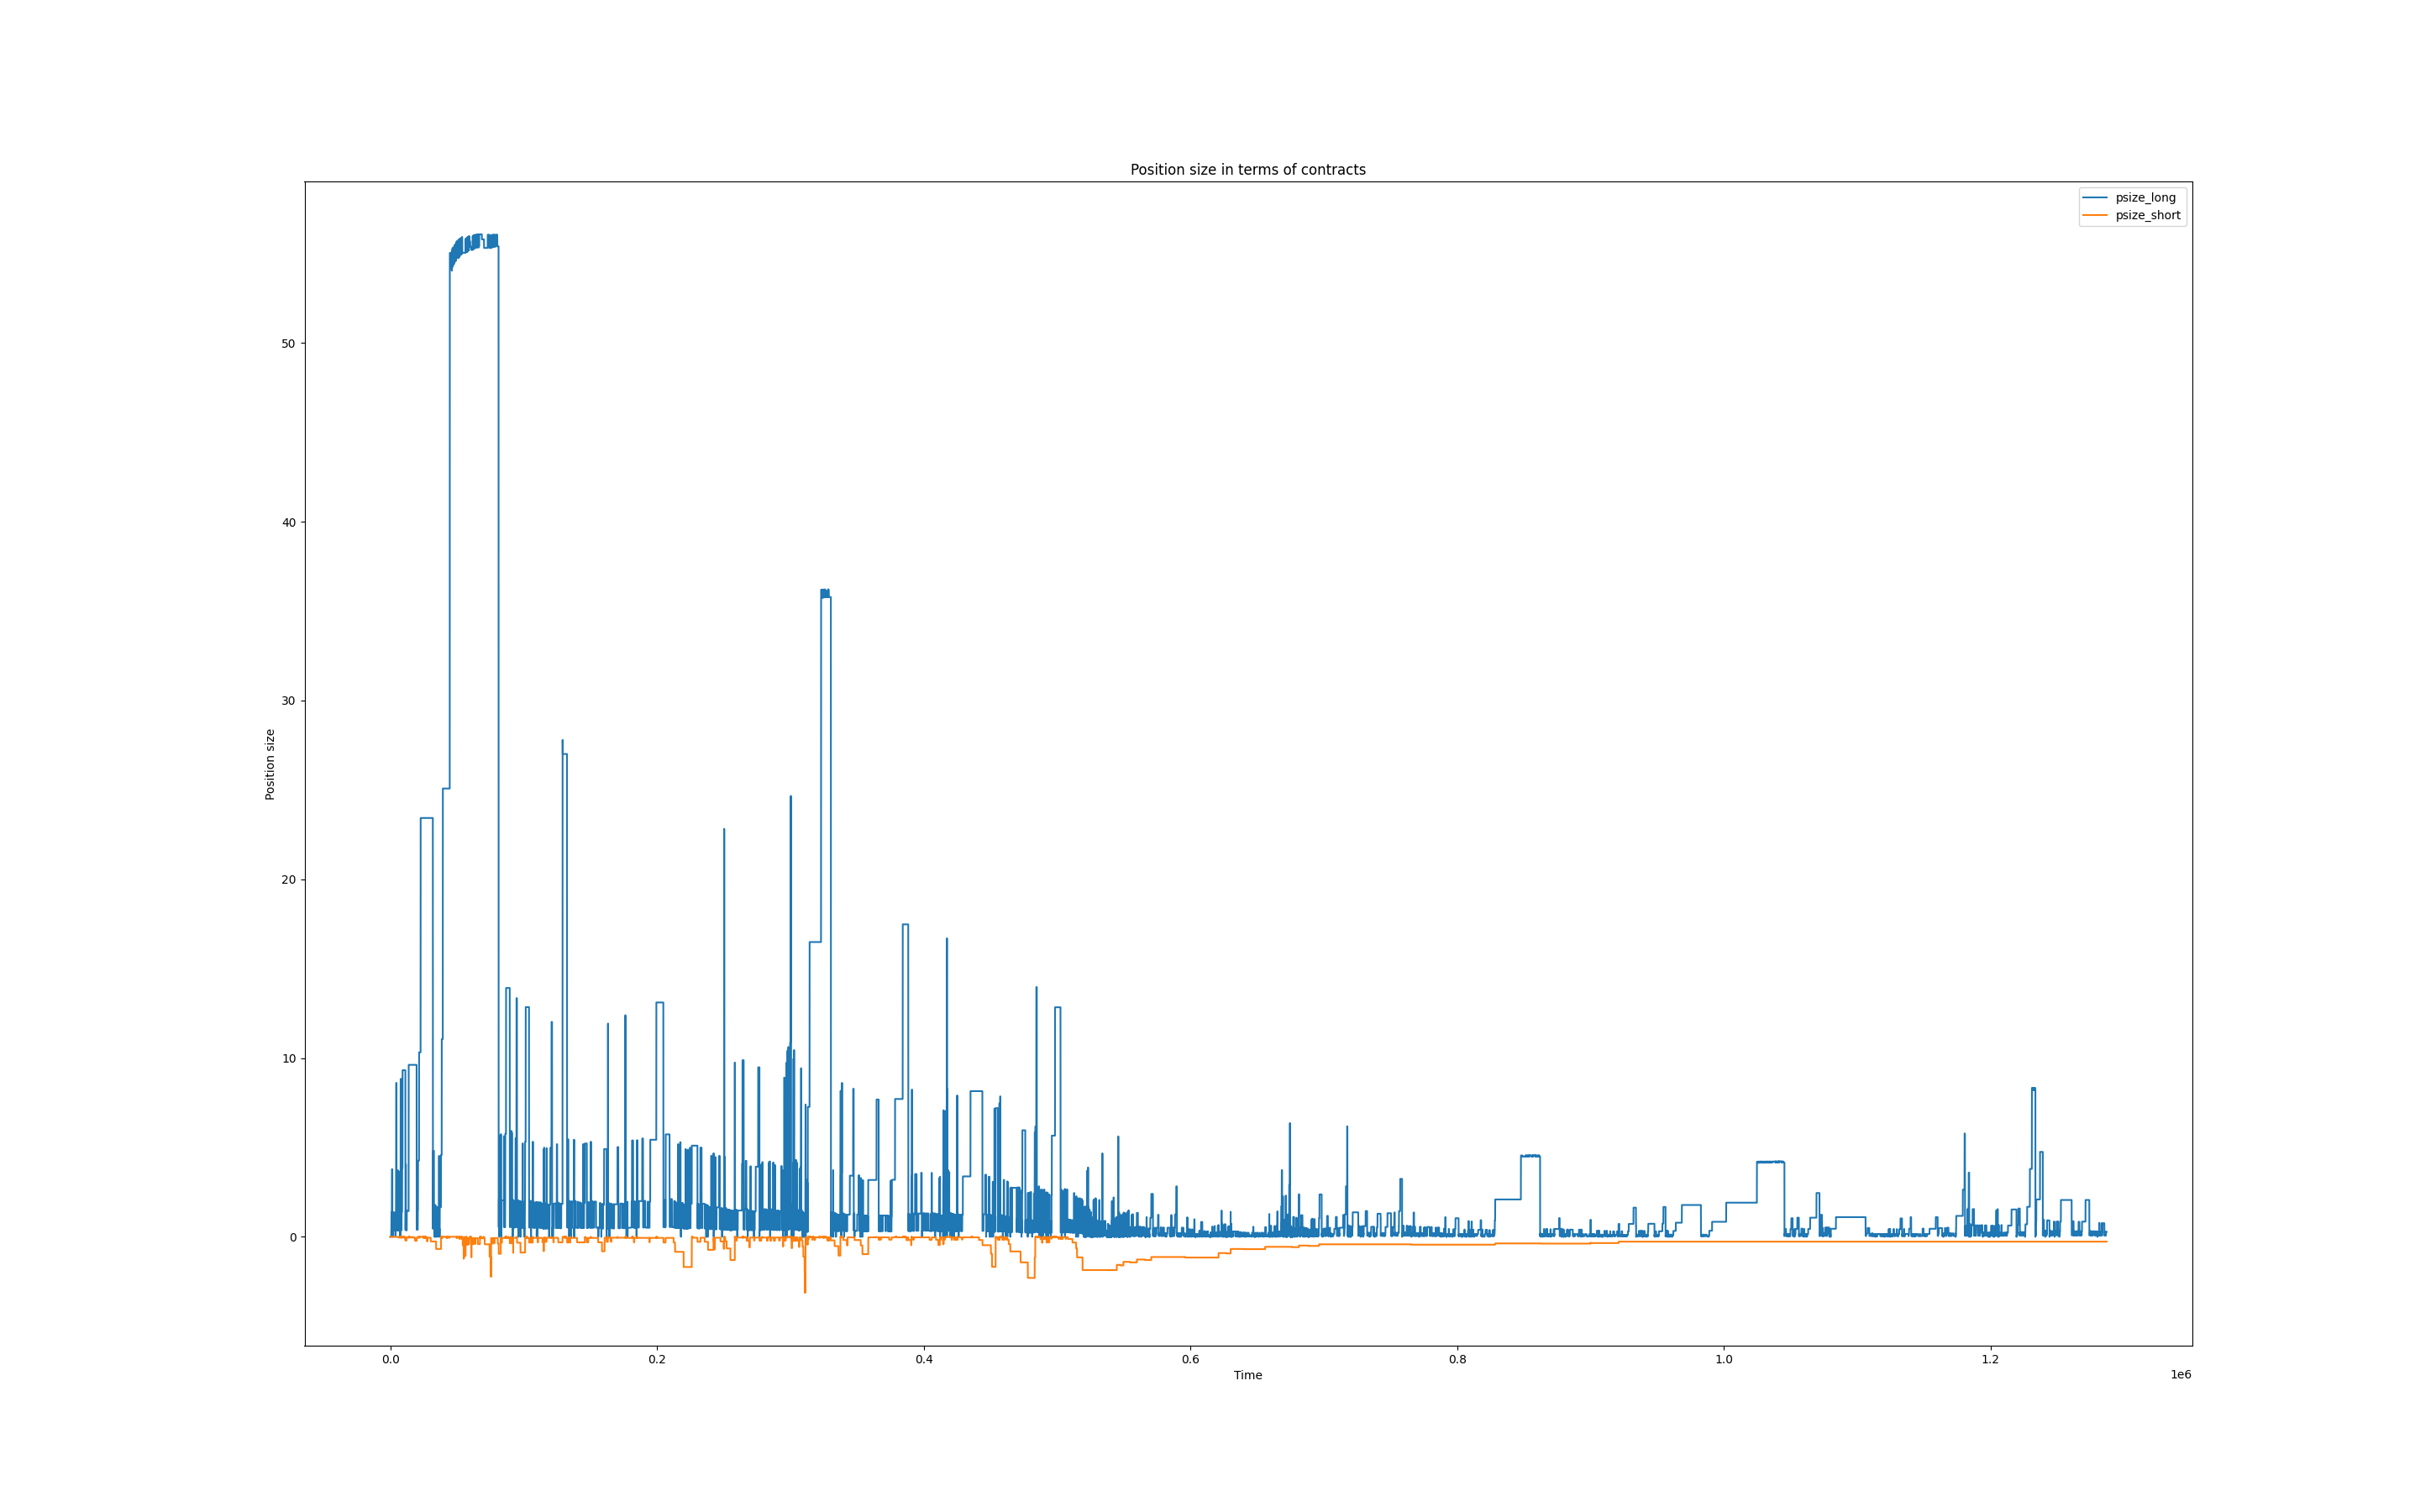 Position size in terms of contracts
psize_long
psize_short
Position size
50
40
30
20
10
0
0.0 0.2 0.4 0.6 0.8 1.0 1.2
Time
1e6